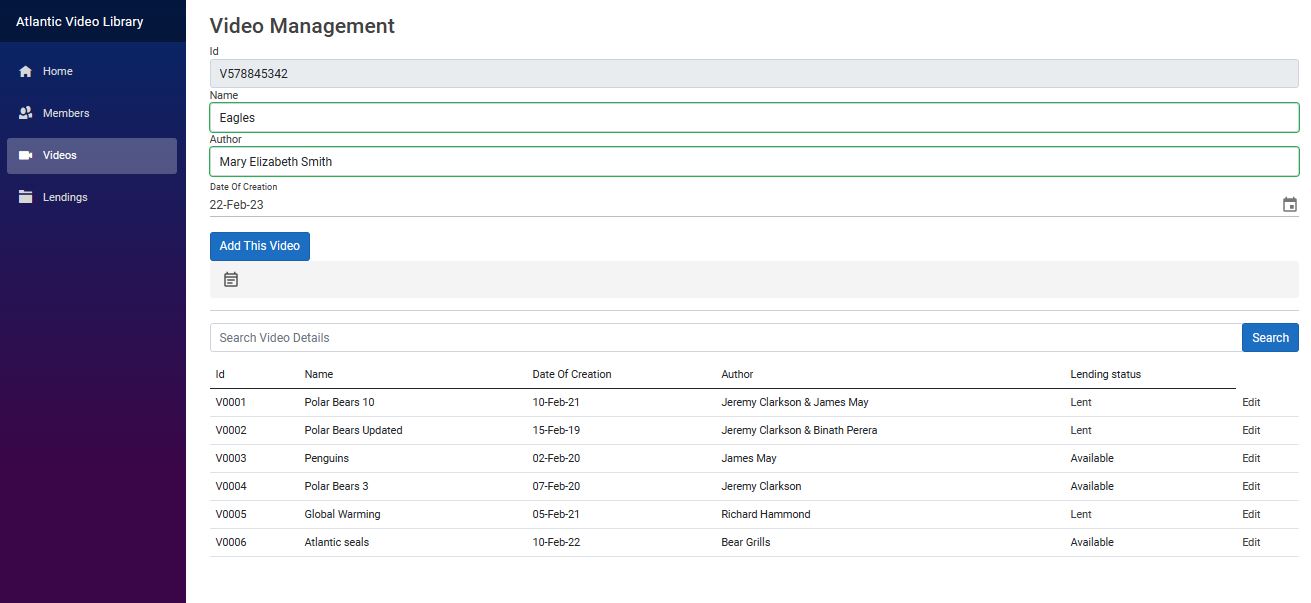 Atlantic Video Library
Home
Members
Videos
Lendings
Video Management
Id
V578845342
Name
Eagles
Author
Mary Elizabeth Smith
Date Of Creation
22-Feb-23
Add This Video
Search Video Details Search
Id Name Date Of Creation Author Lending status
V0001 Polar Bears 10 10-Feb-21 Jeremy Clarkson & James May Lent Edit
V0002 Polar Bears Updated 15-Feb-19 Jeremy Clarkson & Binath Perera Lent Edit
V0003 Penguins 02-Feb-20 James May Available Edit
V0004 Polar Bears 3 07-Feb-20 Jeremy Clarkson Available Edit
V0005 Global Warming 05-Feb-21 Richard Hammond Lent Edit
V0006 Atlantic seals 10-Feb-22 Bear Grills Available Edit